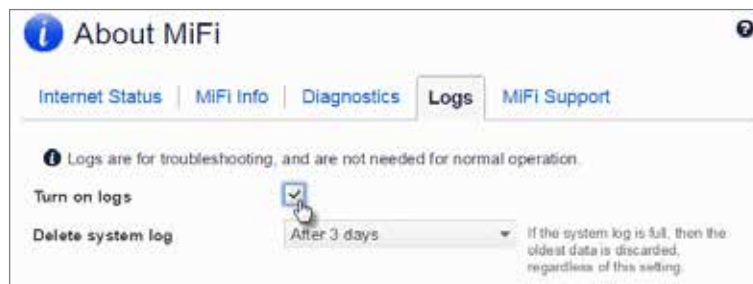 About MiFi
Internet Status MiFi Info Diagnostics Logs MiFi Support
Logs are for troubleshooting, and are not needed for normal operation.
Turn on logs
Delete system log After 3 days If the system log is full, then the
oldest data is discarded,
regardless of this setting.